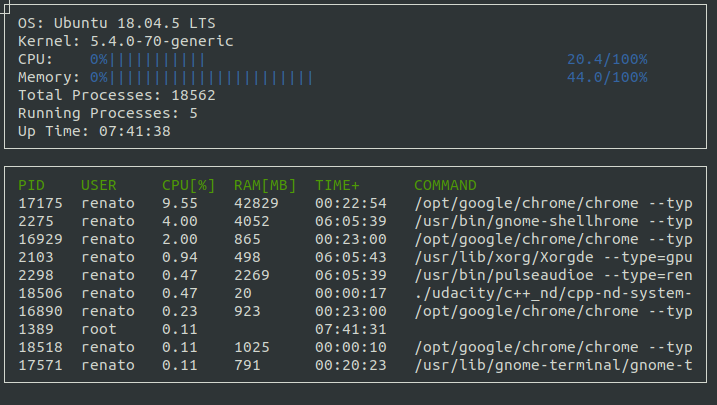 OS: Ubuntu 18.04.5 LTS
Kernel: 5.4.0-70-generic
CPU: 0%||||||||||| 20.4/100%
Memory: 0%||||||||||||||||||||||| 44.0/100%
Total Processes: 18562
Running Processes: 5
Up Time: 07:41:38
PID USER CPU[%] RAM[MB] TIME+ COMMAND
17175 renato 9.55 42829 00:22:54 /opt/google/chrome/chrome --typ
2275 renato 4.00 4052 06:05:39 /usr/bin/gnome-shellhrome --typ
16929 renato 2.00 865 00:23:00 /opt/google/chrome/chrome --typ
2103 renato 0.94 498 06:05:43 /usr/lib/xorg/Xorgde --type=gpu
2298 renato 0.47 2269 06:05:39 /usr/bin/pulseaudioe --type=ren
18506 renato 0.47 20 00:00:17 ./udacity/c++_nd/cpp-nd-system-
16890 renato 0.23 923 00:23:00 /opt/google/chrome/chrome --typ
1389 root 0.11 07:41:31
18518 renato 0.11 1025 00:00:10 /opt/google/chrome/chrome --typ
17571 renato 0.11 791 00:20:23 /usr/lib/gnome-terminal/gnome-t